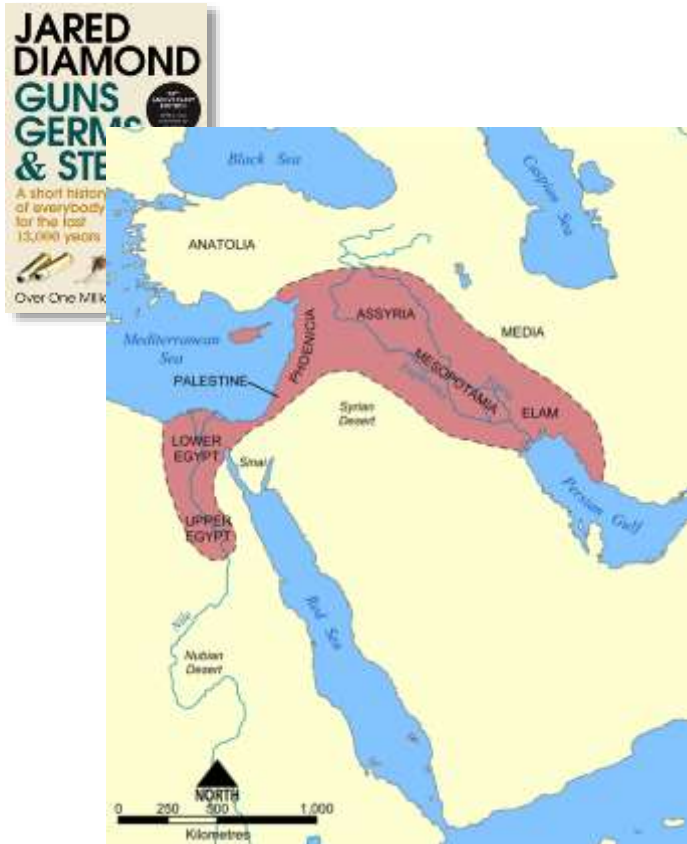 JARED
DIAMOND
GUNS
GERMS
& STE
A short history
of everybody
for the last
13,000 years
Over One Milli
Black Sea
Caspian Sea
ANATOLIA
ASSYRIA
MEDIA
Mediterranean
Sea
PHOENICIA
MESOPOTAMIA
PALESTINE
ELAM
Syrian
Desert
LOWER
EGYPT
Sinai
Persian Gulf
UPPER
EGYPT
Nile
Red Sea
Nubian
Desert
NORTH
0 250 500 1,000
Kilometres